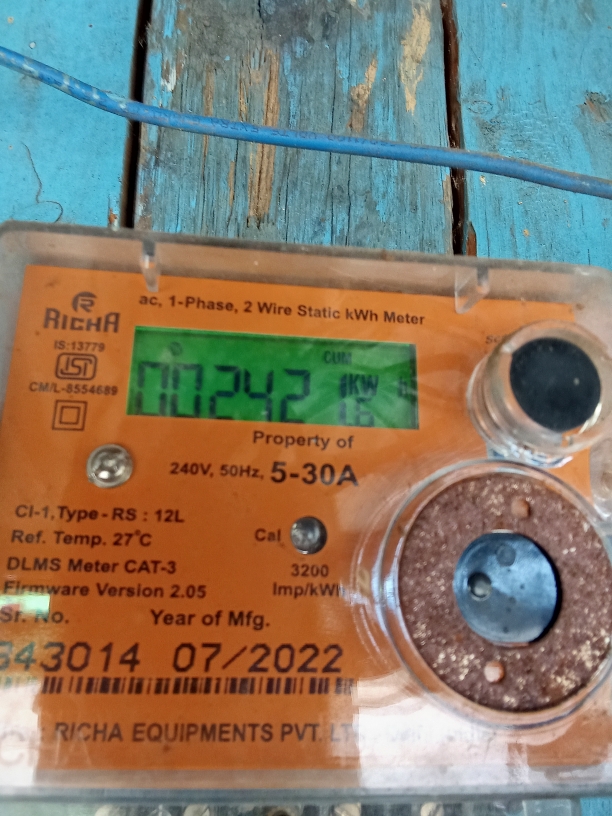 ac, 1-Phase, 2 Wire Static kWh Meter
RICHA
IS:13779
ISI
CM/L-8554689
CUM
00242 KW
Property of
240V, 50Hz, 5-30A
Cl-1, Type-RS : 12L
Ref. Temp. 27°C
Cal
DLMS Meter CAT-3
3200
Imp/kWh
Firmware Version 2.05
Sr. No. Year of Mfg.
543014 07/2022
: RICHA EQUIPMENTS PVT.